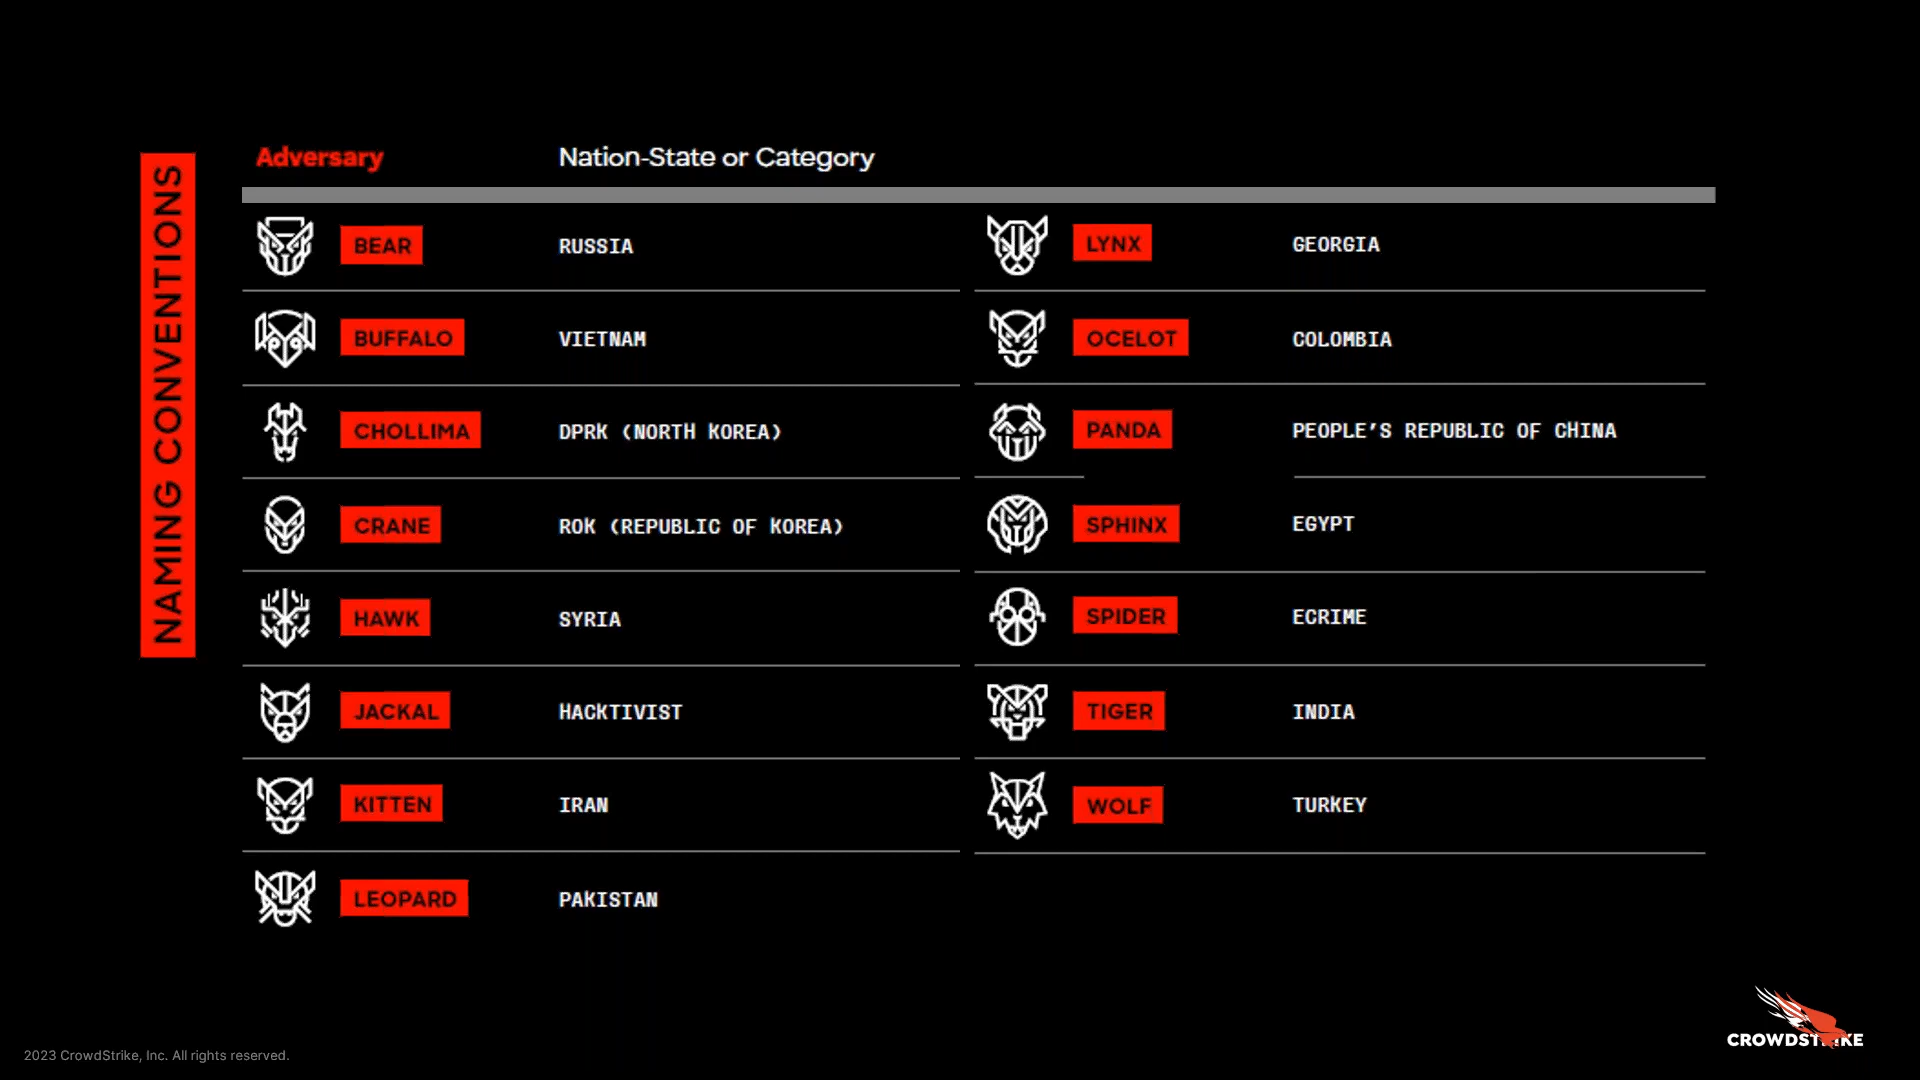 NAMING CONVENTIONS
Adversary Nation-State or Category
BEAR RUSSIA
BUFFALO VIETNAM
CHOLLIMA DPRK (NORTH KOREA)
CRANE ROK (REPUBLIC OF KOREA)
HAWK SYRIA
JACKAL HACKTIVIST
KITTEN IRAN
LEOPARD PAKISTAN
LYNX GEORGIA
OCELOT COLOMBIA
PANDA PEOPLE'S REPUBLIC OF CHINA
SPHINX EGYPT
SPIDER ECRIME
TIGER INDIA
WOLF TURKEY
2023 CrowdStrike, Inc. All rights reserved.
CROWDSTRIKE